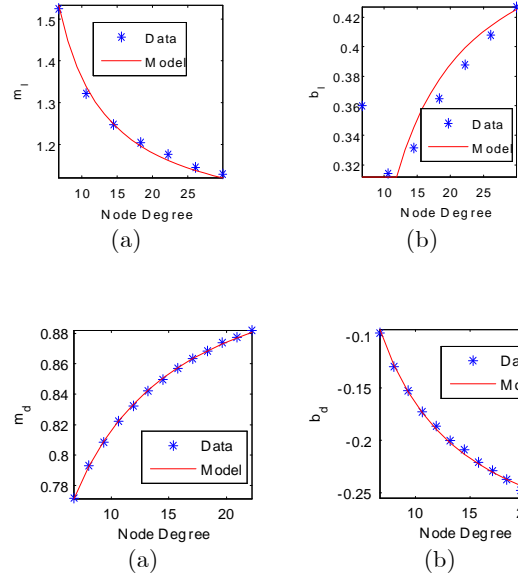 1.5
1.4
1.3
1.2
m_l
Data
Model
10 15 20 25
Node Degree
(a)
0.42
0.4
0.38
0.36
0.34
0.32
b_l
Data
Model
10 15 20 25
Node Degree
(b)
0.88
0.86
0.84
0.82
0.8
0.78
m_d
Data
Model
10 15 20
Node Degree
(a)
-0.1
-0.15
-0.2
-0.25
b_d
10 15
Node Degree
(b)